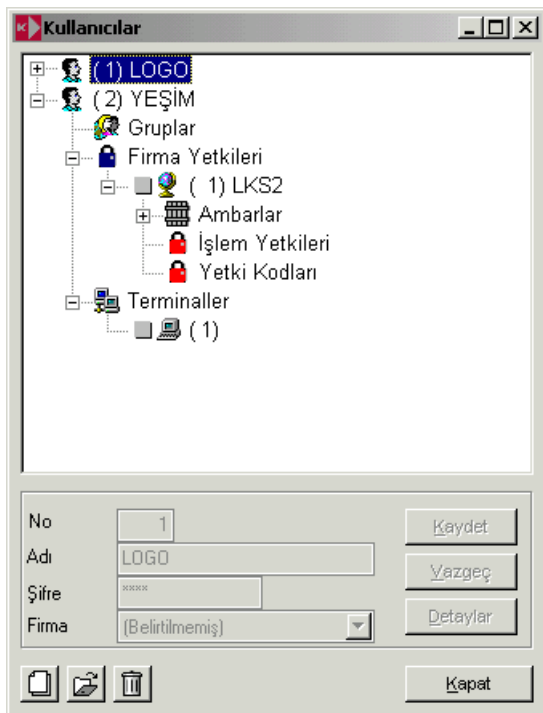 Kullanıcılar
( 1) LOGO
( 2) YEŞİM
Gruplar
Firma Yetkileri
( 1) LKS2
Ambarlar
İşlem Yetkileri
Yetki Kodları
Terminaller
( 1)
No 1
Kaydet
Adı LOGO
Vazgeç
Şifre ****
Detaylar
Firma (Belirtilmemiş)
Kapat